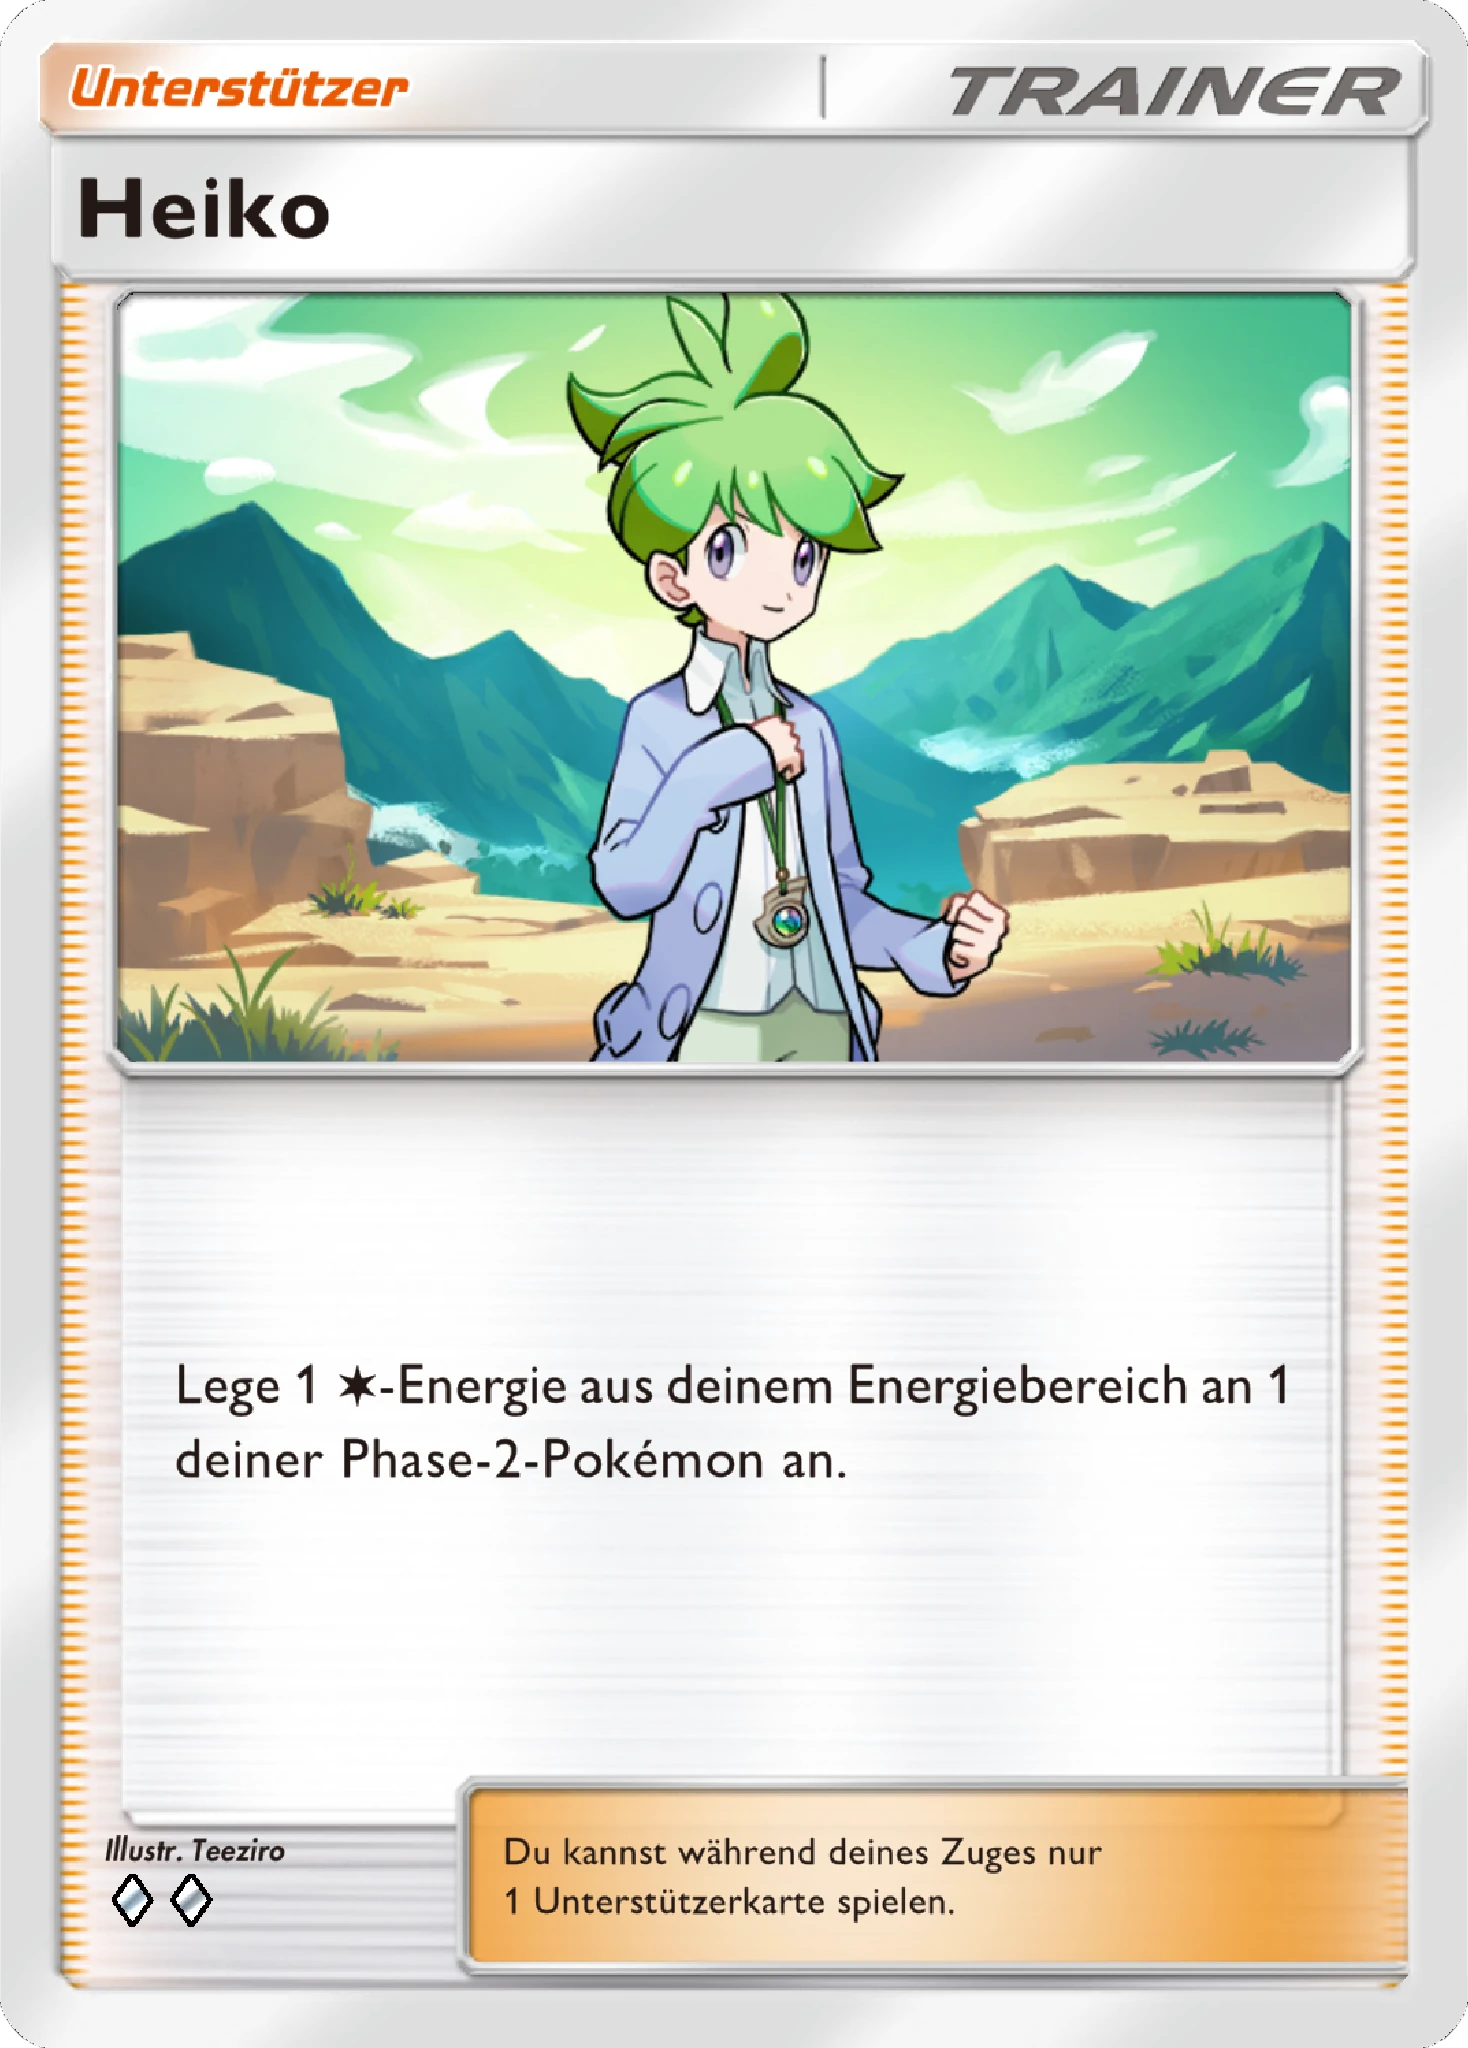 Unterstützer
TRAINER
Heiko
Lege 1 ✶-Energie aus deinem Energiebereich an 1
deiner Phase-2-Pokémon an.
Illustr. Teeziro
Du kannst während deines Zuges nur
1 Unterstützerkarte spielen.